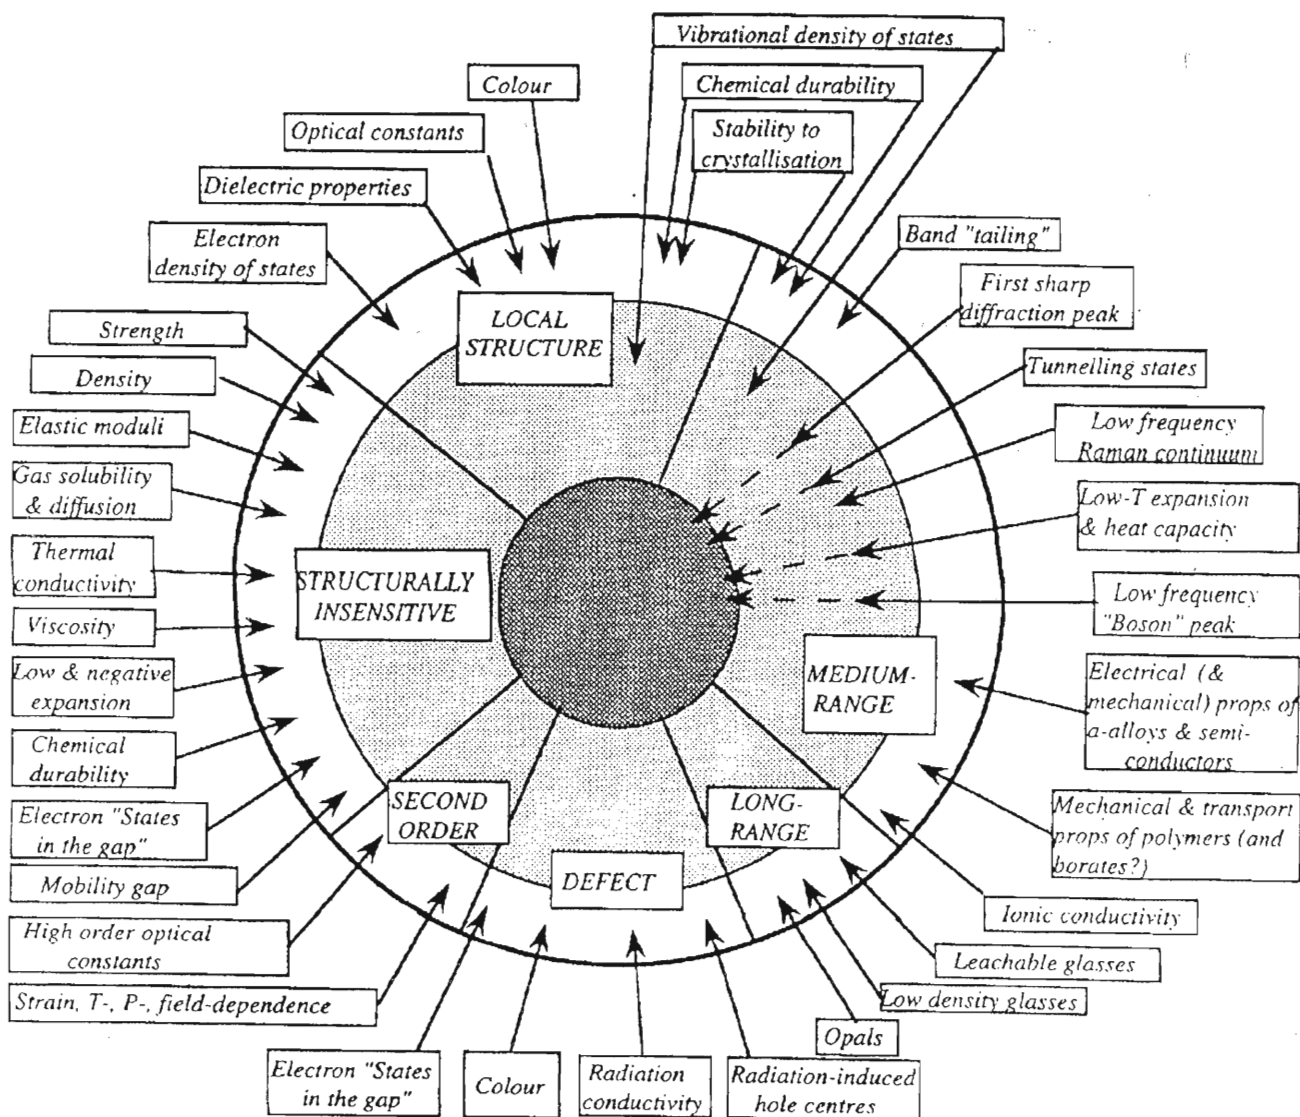 Vibrational density of states
Colour
Chemical durability
Optical constants
Stability to
crystallisation
Dielectric properties
Electron
density of states
Band "tailing"
First sharp
diffraction peak
Strength
LOCAL
STRUCTURE
Density
Tunnelling states
Elastic moduli
Low frequency
Raman continuum
Gas solubility
& diffusion
Low-T expansion
& heat capacity
Thermal
conductivity
STRUCTURALLY
INSENSITIVE
Low frequency
"Boson" peak
Viscosity
Low & negative
expansion
MEDIUM-
RANGE
Electrical (&
mechanical) props of
a-alloys & semi-
conductors
Chemical
durability
SECOND
ORDER
LONG-
RANGE
Electron "States
in the gap"
Mechanical & transport
props of polymers (and
borates?)
Mobility gap
DEFECT
Ionic conductivity
High order optical
constants
Leachable glasses
Strain, T-, P-, field-dependence
Low density glasses
Opals
Electron "States
in the gap"
Colour
Radiation
conductivity
Radiation-induced
hole centres